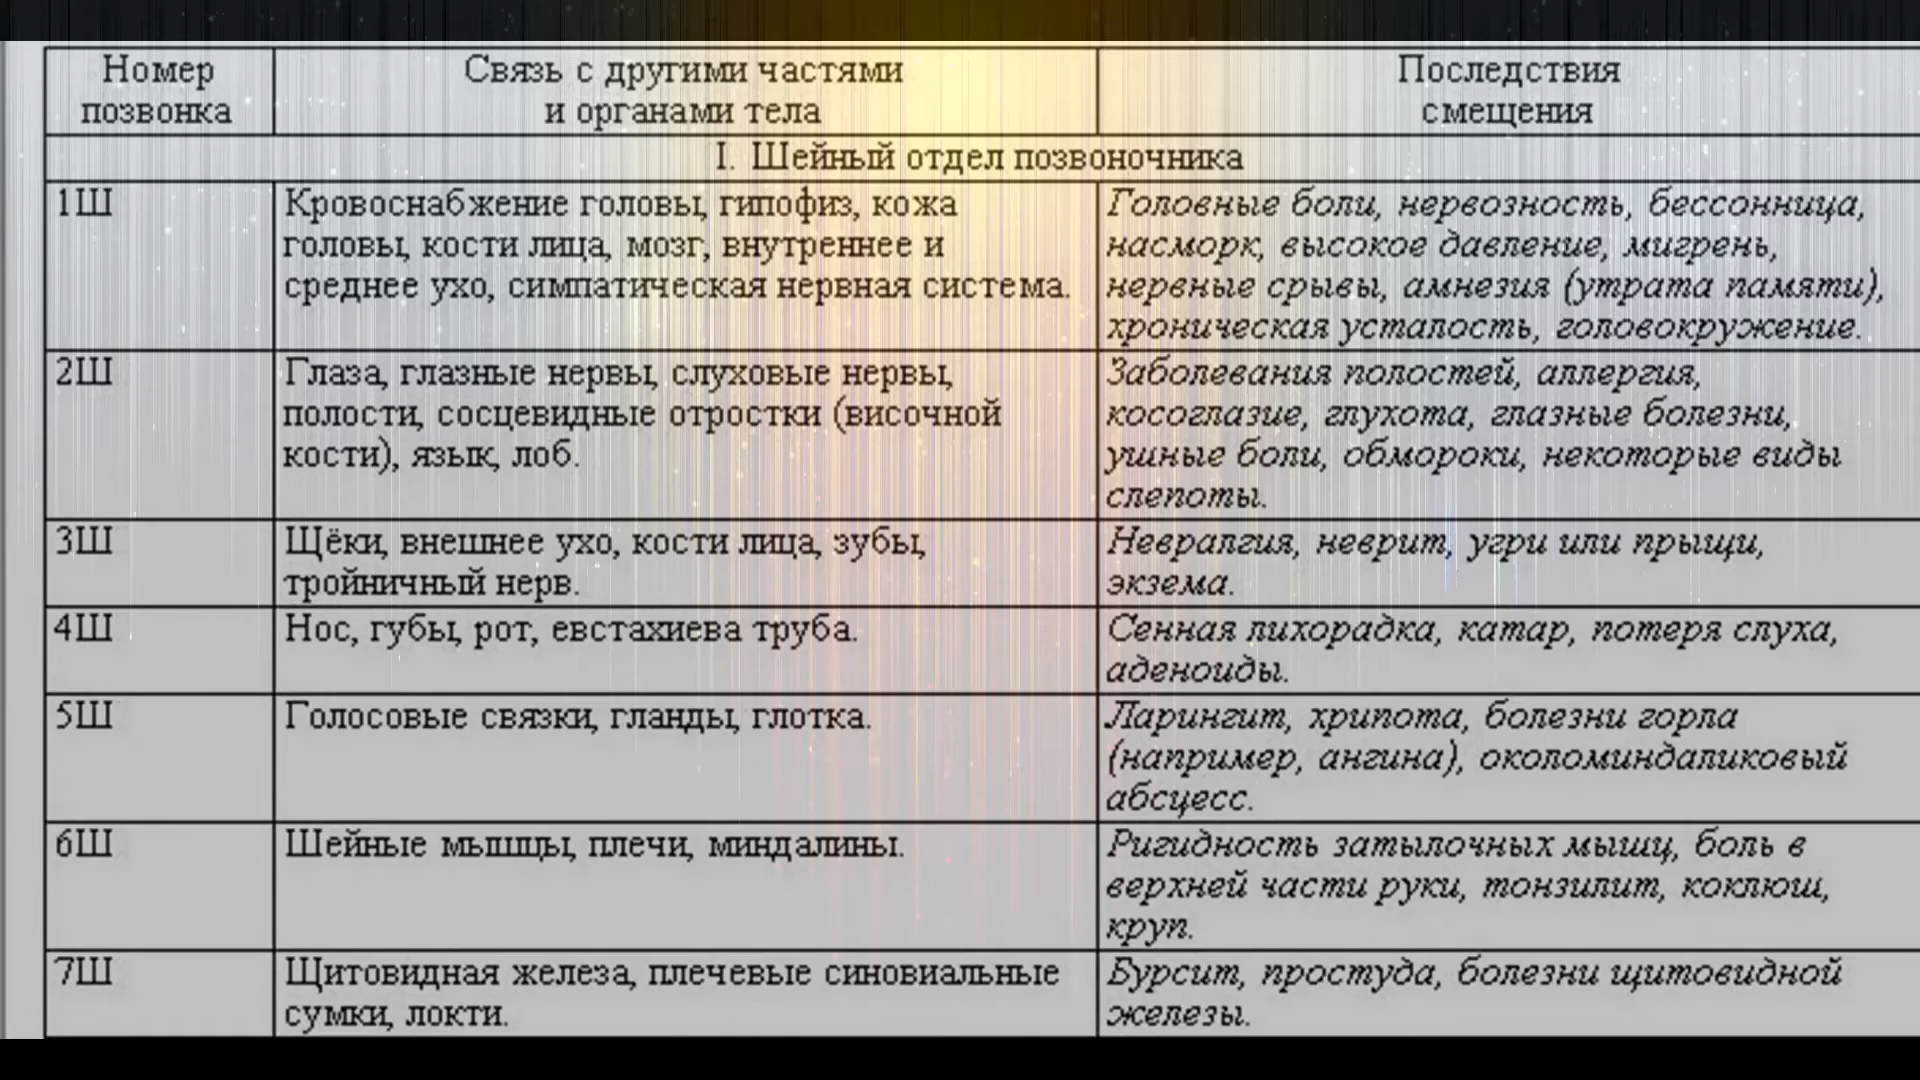 Номер
позвонка
Связь с другими частями
и органами тела
Последствия
смещения
I. Шейный отдел позвоночника
1Ш
Кровоснабжение головы, гипофиз, кожа
головы, кости лица, мозг, внутреннее и
среднее ухо, симпатическая нервная система.
Головные боли, нервозность, бессонница,
насморк, высокое давление, мигрень,
нервные срывы, амнезия (утрата памяти),
хроническая усталость, головокружение.
2Ш
Глаза, глазные нервы, слуховые нервы,
полости, сосцевидные отростки (височной
кости), язык, лоб.
Заболевания полостей, аллергия,
косоглазие, глухота, глазные болезни,
ушные боли, обмороки, некоторые виды
слепоты.
3Ш
Щёки, внешнее ухо, кости лица, зубы,
тройничный нерв.
Невралгия, неврит, угри или прыщи,
экзема.
4Ш
Нос, губы, рот, евстахиева труба.
Сенная лихорадка, катар, потеря слуха,
аденоиды.
5Ш
Голосовые связки, гланды, глотка.
Ларингит, хрипота, болезни горла
(например, ангина), околоминдаликовый
абсцесс.
6Ш
Шейные мышцы, плечи, миндалины.
Ригидность затылочных мышц, боль в
верхней части руки, тонзилит, коклюш,
круп.
7Ш
Щитовидная железа, плечевые синовиальные
сумки, локти.
Бурсит, простуда, болезни щитовидной
железы.